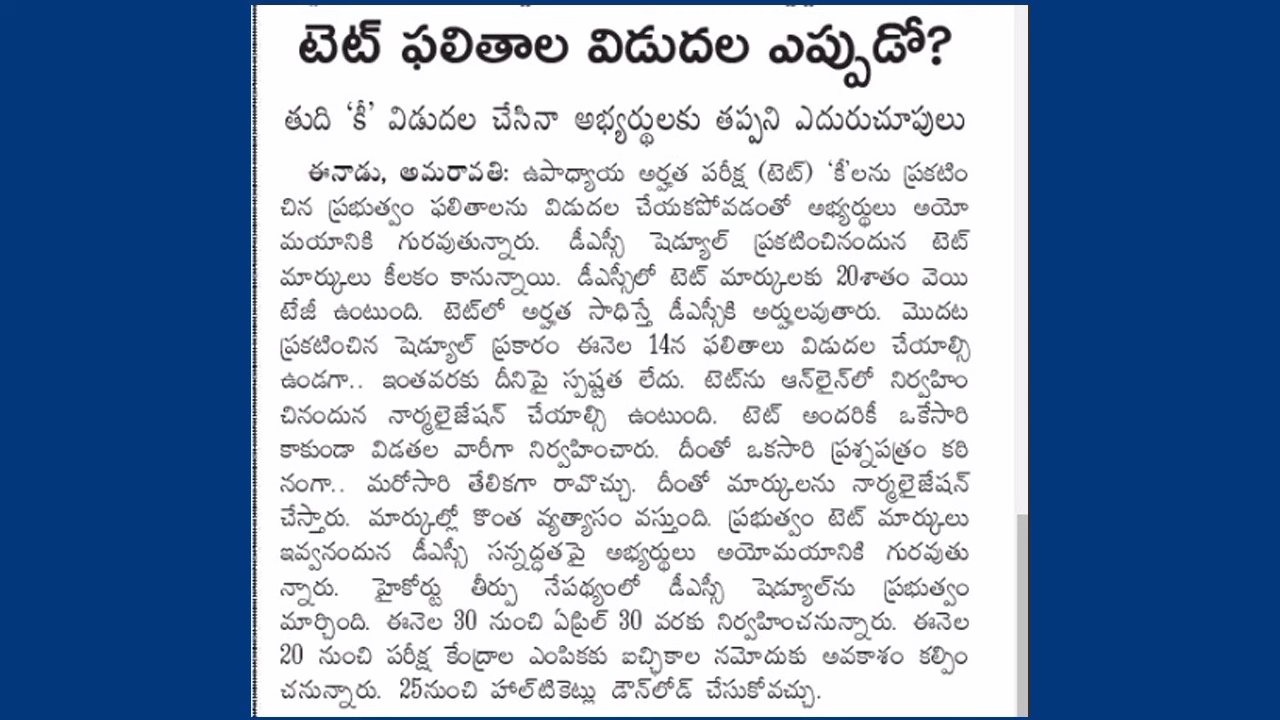 టెట్ ఫలితాల విడుదల ఎప్పుడో?
తుది ‘కీ’ విడుదల చేసినా అభ్యర్థులకు తప్పని ఎదురుచూపులు
ఈనాడు, అమరావతి: ఉపాధ్యాయ అర్హత పరీక్ష (టెట్) ‘కీ’లను ప్రకటిం
చిన ప్రభుత్వం ఫలితాలను విడుదల చేయకపోవడంతో అభ్యర్థులు అయో
మయానికి గురవుతున్నారు. డీఎస్సీ షెడ్యూల్ ప్రకటించినందున టెట్
మార్కులు కీలకం కానున్నాయి. డీఎస్సీలో టెట్ మార్కులకు 20శాతం వెయి
టేజీ ఉంటుంది. టెట్‌లో అర్హత సాధిస్తే డీఎస్సీకి అర్హులవుతారు. మొదట
ప్రకటించిన షెడ్యూల్ ప్రకారం ఈనెల 14న ఫలితాలు విడుదల చేయాల్సి
ఉండగా.. ఇంతవరకు దీనిపై స్పష్టత లేదు. టెట్‌ను ఆన్‌లైన్‌లో నిర్వహిం
చినందున నార్మలైజేషన్ చేయాల్సి ఉంటుంది. టెట్ అందరికీ ఒకేసారి
కాకుండా విడతల వారీగా నిర్వహించారు. దీంతో ఒకసారి ప్రశ్నపత్రం కఠి
నంగా.. మరోసారి తేలికగా రావొచ్చు. దీంతో మార్కులను నార్మలైజేషన్
చేస్తారు. మార్కుల్లో కొంత వ్యత్యాసం వస్తుంది. ప్రభుత్వం టెట్ మార్కులు
ఇవ్వనందున డీఎస్సీ సన్నద్ధతపై అభ్యర్థులు అయోమయానికి గురవుతు
న్నారు. హైకోర్టు తీర్పు నేపథ్యంలో డీఎస్సీ షెడ్యూల్‌ను ప్రభుత్వం
మార్చింది. ఈనెల 30 నుంచి ఏప్రిల్ 30 వరకు నిర్వహించనున్నారు. ఈనెల
20 నుంచి పరీక్ష కేంద్రాల ఎంపికకు ఐచ్ఛికాల నమోదుకు అవకాశం కల్పిం
చనున్నారు. 25నుంచి హాల్‌టికెట్లు డౌన్‌లోడ్ చేసుకోవచ్చు.